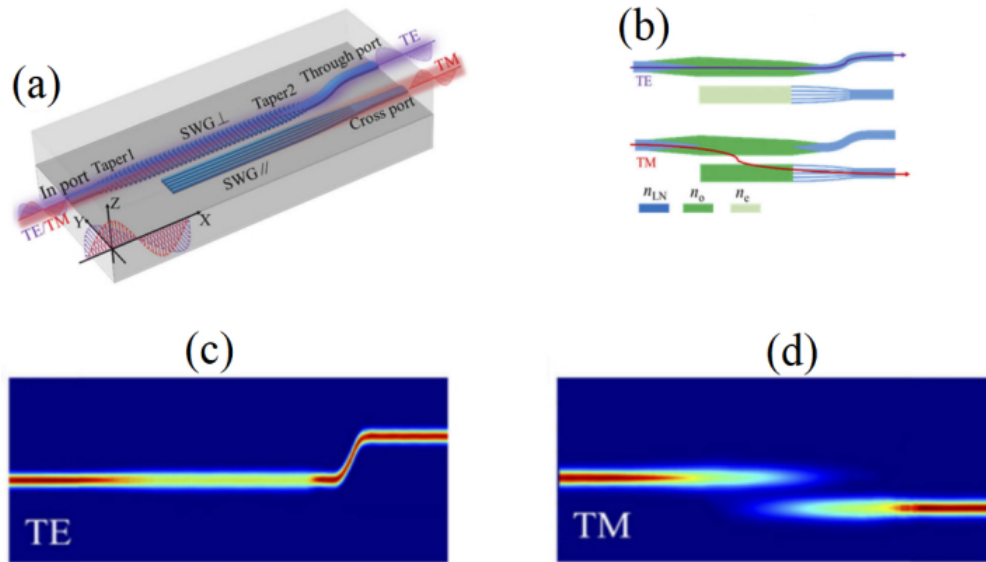 (a)
TE
TM
Through port
Taper2
Cross port
SWG⊥
Taper1
SWG//
In port
Z
Y
X
TE/TM
(b)
TE
TM
n_LN
n_o
n_e
(c)
TE
(d)
TM